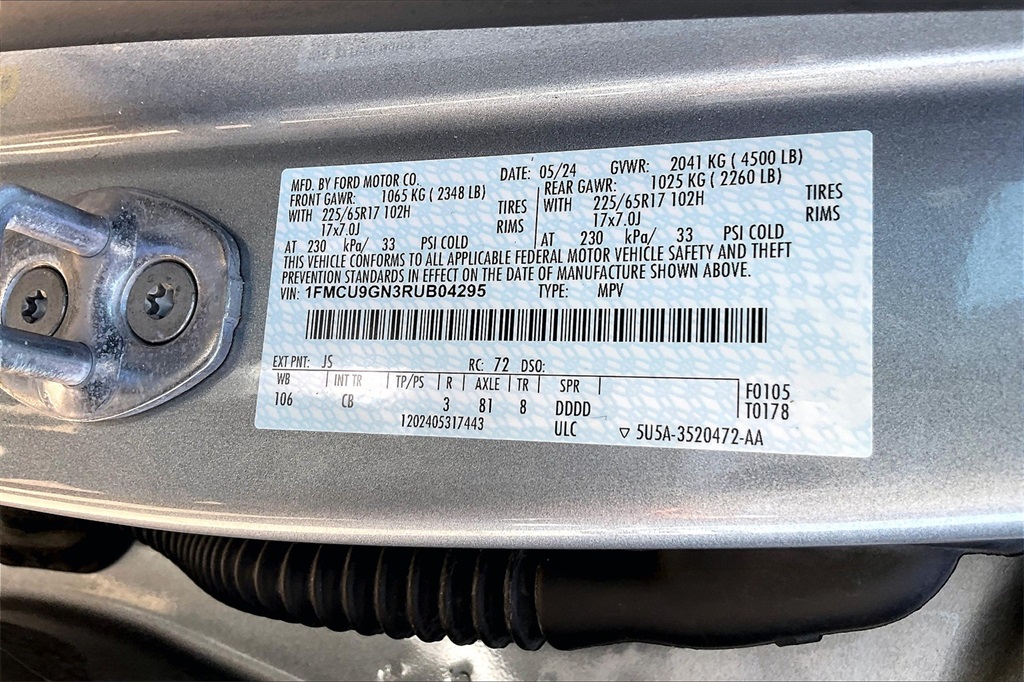 MFD. BY FORD MOTOR CO. DATE: 05/24 GVWR: 2041 KG ( 4500 LB)
FRONT GAWR: 1065 KG ( 2348 LB) REAR GAWR: 1025 KG ( 2260 LB)
WITH 225/65R17 102H TIRES WITH 225/65R17 102H TIRES
17x7.0J RIMS 17x7.0J RIMS
AT 230 kPa/ 33 PSI COLD AT 230 kPa/ 33 PSI COLD
THIS VEHICLE CONFORMS TO ALL APPLICABLE FEDERAL MOTOR VEHICLE SAFETY AND THEFT
PREVENTION STANDARDS IN EFFECT ON THE DATE OF MANUFACTURE SHOWN ABOVE.
VIN: 1FMCU9GN3RUB04295 TYPE: MPV
EXT PNT: JS RC: 72 DSO:
WB INT TR TP/PS R AXLE TR SPR F0105
106 CB 3 81 8 DDDD T0178
1202405317443 ULC ▽ 5U5A-3520472-AA